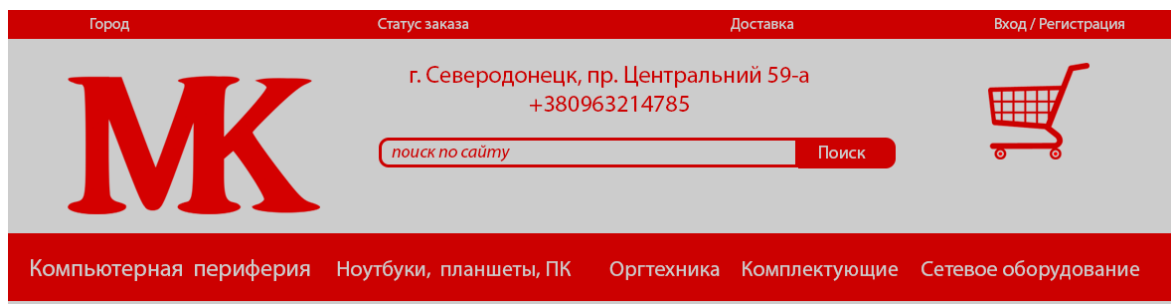 Город Статус заказа Доставка Вход / Регистрация
МК
г. Северодонецк, пр. Центральний 59-а
+380963214785
поиск по сайту Поиск
Компьютерная периферия Ноутбуки, планшеты, ПК Оргтехника Комплектующие Сетевое оборудование